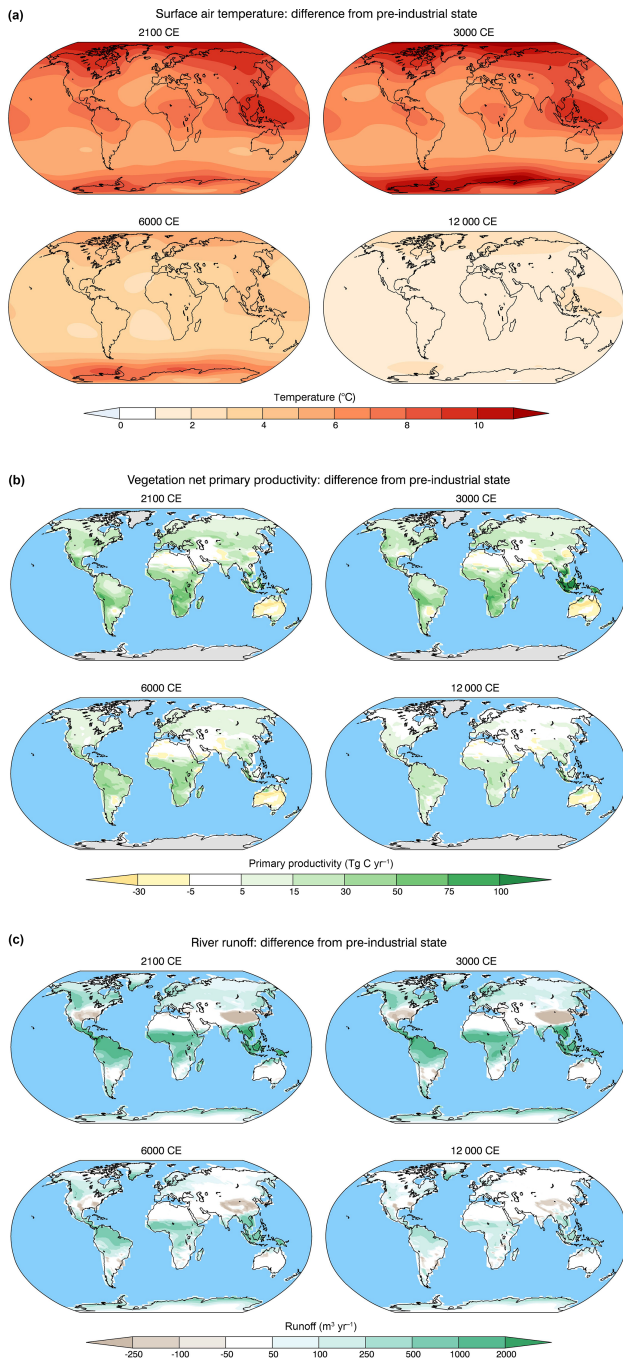 (a)
Surface air temperature: difference from pre-industrial state
2100 CE
3000 CE
6000 CE
12 000 CE
Temperature (°C)
0 2 4 6 8 10
(b)
Vegetation net primary productivity: difference from pre-industrial state
2100 CE
3000 CE
6000 CE
12 000 CE
Primary productivity (Tg C yr⁻¹)
-30 -5 5 15 30 50 75 100
(c)
River runoff: difference from pre-industrial state
2100 CE
3000 CE
6000 CE
12 000 CE
Runoff (m³ yr⁻¹)
-250 -100 -50 50 100 250 500 1000 2000